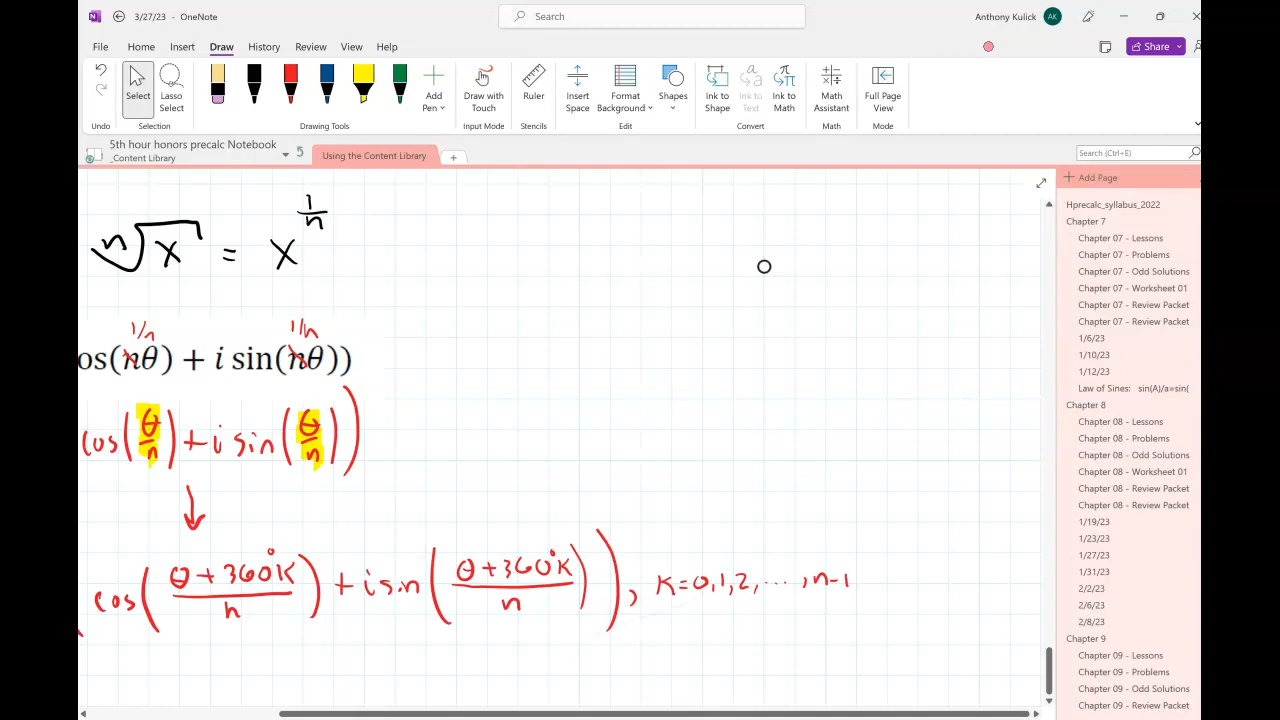 3/27/23 - OneNote
Search
Anthony Kulick
AK
File Home Insert Draw History Review View Help
Share
Undo
Select
Lasso Select
Selection
Drawing Tools
Add Pen
Draw with Touch
Input Mode
Ruler
Stencils
Insert Space
Format Background
Shapes
Edit
Ink to Shape
Ink to Text
Ink to Math
Convert
Math Assistant
Math
Full Page View
Mode
5th hour honors precalc Notebook
_Content Library
Using the Content Library
+
Search (Ctrl+E)
n√x = x^(1/n)
1/n 1/n
os(nθ) + i sin(nθ))
cos(θ/n) + i sin(θ/n))
↓
cos((θ + 360°K)/n) + i sin((θ + 360°K)/n)), K = 0, 1, 2, ..., n-1
+ Add Page
Hprecalc_syllabus_2022
Chapter 7
Chapter 07 - Lessons
Chapter 07 - Problems
Chapter 07 - Odd Solutions
Chapter 07 - Worksheet 01
Chapter 07 - Review Packet
Chapter 07 - Review Packet
1/6/23
1/10/23
1/12/23
Law of Sines: sin(A)/a=sin(
Chapter 8
Chapter 08 - Lessons
Chapter 08 - Problems
Chapter 08 - Odd Solutions
Chapter 08 - Worksheet 01
Chapter 08 - Review Packet
Chapter 08 - Review Packet
1/19/23
1/23/23
1/27/23
1/31/23
2/2/23
2/6/23
2/8/23
Chapter 9
Chapter 09 - Lessons
Chapter 09 - Problems
Chapter 09 - Odd Solutions
Chapter 09 - Review Packet